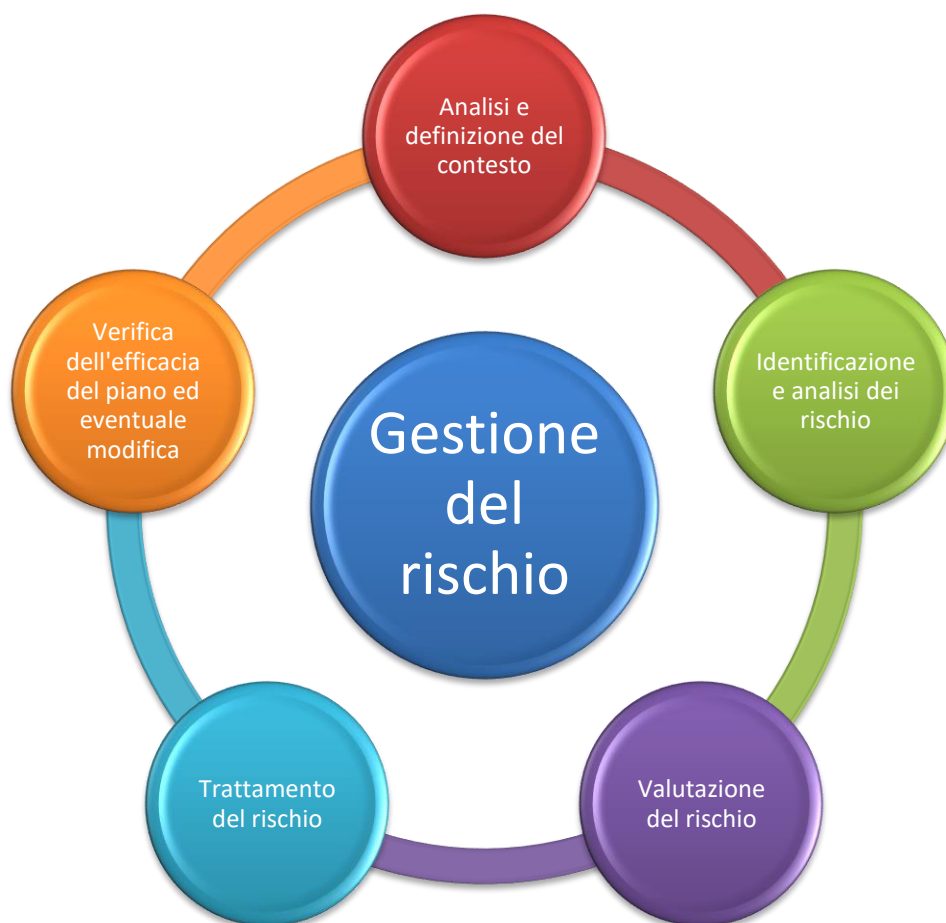 Analisi e
definizione del
contesto
Identificazione
e analisi dei
rischio
Valutazione
del rischio
Trattamento
del rischio
Verifica
dell'efficacia
del piano ed
eventuale
modifica
Gestione
del
rischio